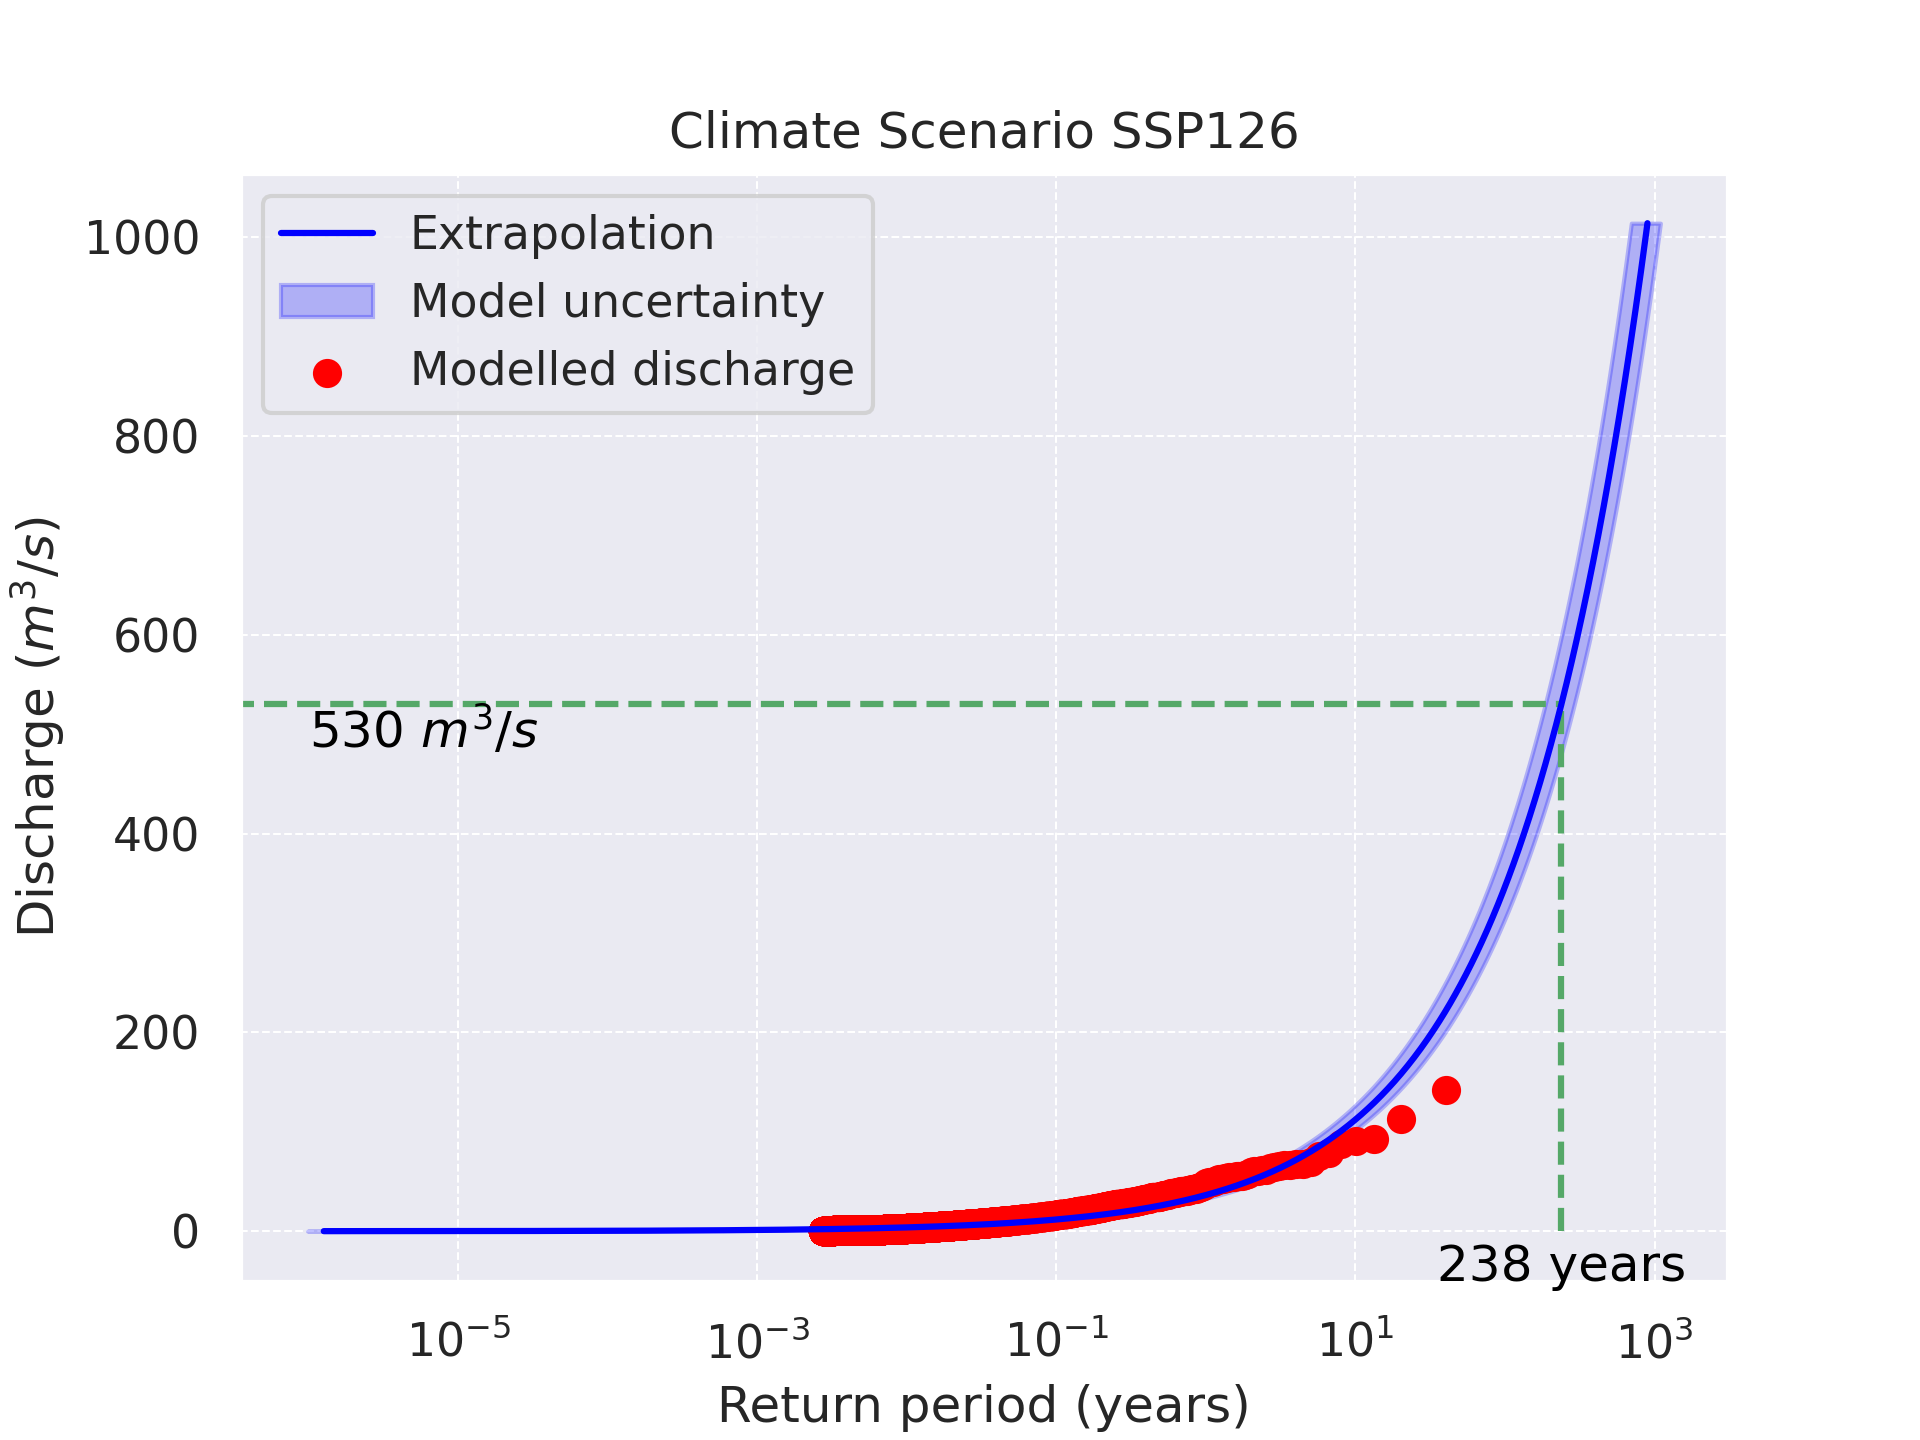 Climate Scenario SSP126
Extrapolation
Model uncertainty
Modelled discharge
1000
800
600
400
200
0
Discharge (m³/s)
530 m³/s
238 years
10⁻⁵
10⁻³
10⁻¹
10¹
10³
Return period (years)